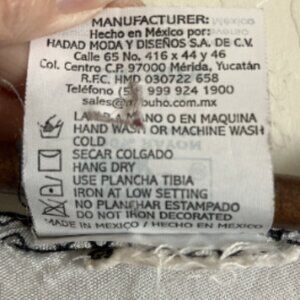 MANUFACTURER:
Hecho en México por:
HADAD MODA Y DISEÑOS S.A. DE C.V.
Calle 65 No. 416 x 44 y 46
Col. Centro C.P. 97000 Mérida, Yucatán
R.F.C. HMD 030722 658
Teléfono 999 924 1900
LAVAR A MANO O EN MAQUINA
HAND WASH OR MACHINE WASH
COLD
SECAR COLGADO
HANG DRY
USE PLANCHA TIBIA
IRON AT LOW SETTING
NO PLANCHAR ESTAMPADO
DO NOT IRON DECORATED
MADE IN MEXICO / HECHO EN MEXICO